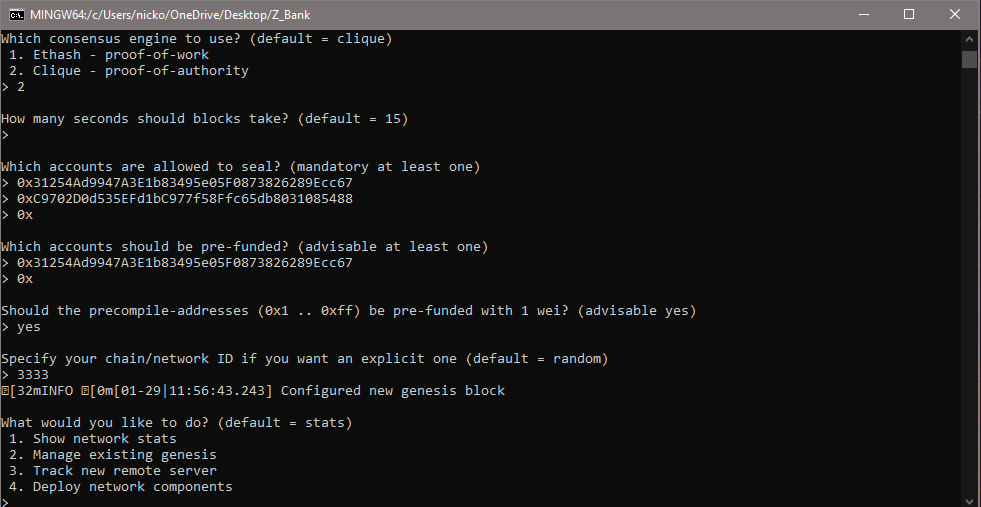 MINGW64:/c/Users/nicko/OneDrive/Desktop/Z_Bank
Which consensus engine to use? (default = clique)
1. Ethash - proof-of-work
2. Clique - proof-of-authority
> 2
How many seconds should blocks take? (default = 15)
>
Which accounts are allowed to seal? (mandatory at least one)
> 0x31254Ad9947A3E1b83495e05F0873826289Ecc67
> 0xC9702D0d535EFd1bC977f58Ffc65db8031085488
> 0x
Which accounts should be pre-funded? (advisable at least one)
> 0x31254Ad9947A3E1b83495e05F0873826289Ecc67
> 0x
Should the precompile-addresses (0x1 .. 0xff) be pre-funded with 1 wei? (advisable yes)
> yes
Specify your chain/network ID if you want an explicit one (default = random)
> 3333
[32mINFO [0m[01-29|11:56:43.243] Configured new genesis block
What would you like to do? (default = stats)
1. Show network stats
2. Manage existing genesis
3. Track new remote server
4. Deploy network components
>